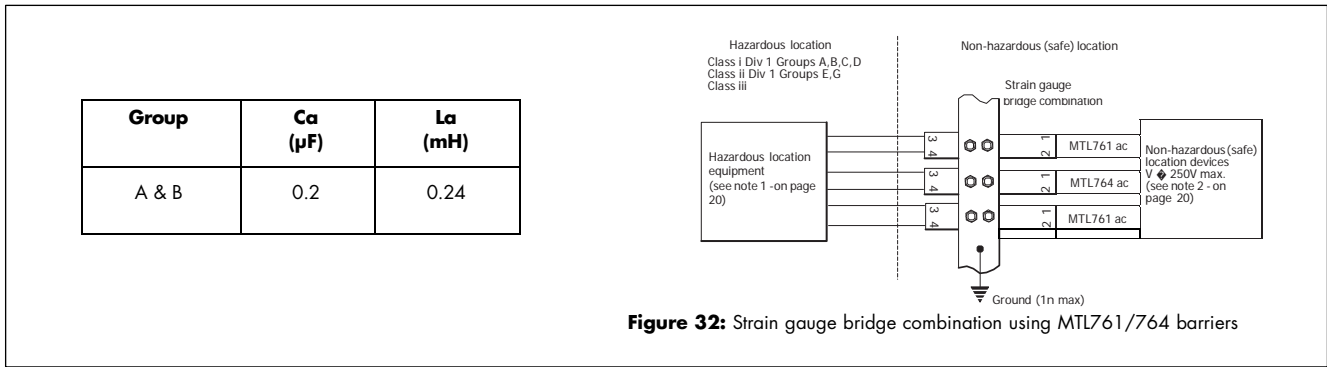 Group Ca (µF) La (mH)
A & B 0.2 0.24
Hazardous location
Class i Div 1 Groups A,B,C,D
Class ii Div 1 Groups E,G
Class iii
Non-hazardous (safe) location
Strain gauge
bridge combination
Hazardous location
equipment
(see note 1 -on page
20)
3 4
3 4
3 4
2 1
2 1
2 1
MTL761 ac
MTL764 ac
MTL761 ac
Non-hazardous (safe)
location devices
V � 250V max.
(see note 2 - on
page 20)
Ground (1n max)
Figure 32: Strain gauge bridge combination using MTL761/764 barriers